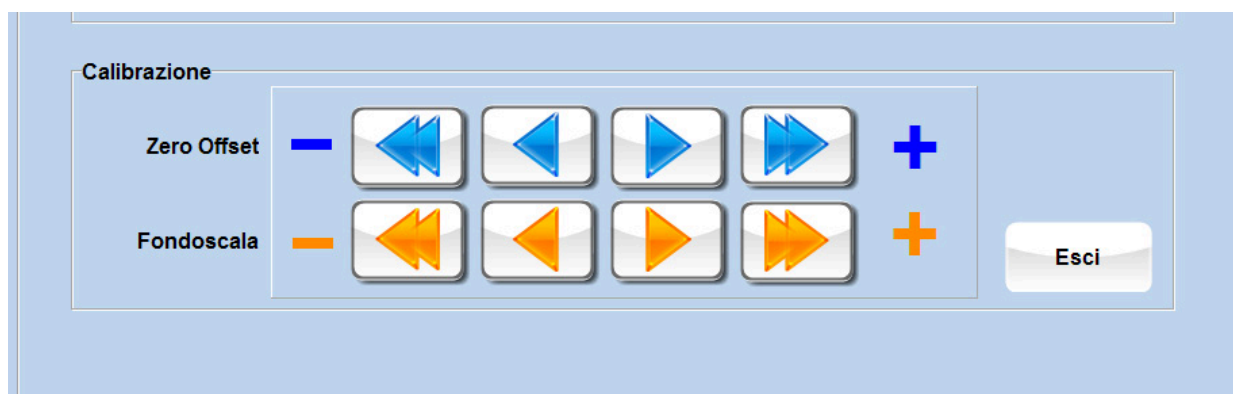 Calibrazione
Zero Offset − +
Fondoscala − +
Esci